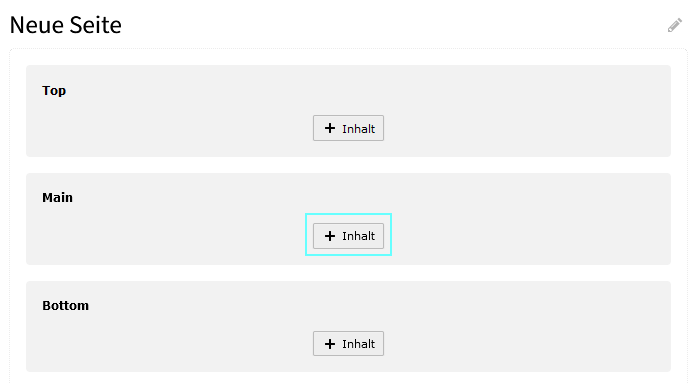 Neue Seite
Top
+ Inhalt
Main
+ Inhalt
Bottom
+ Inhalt